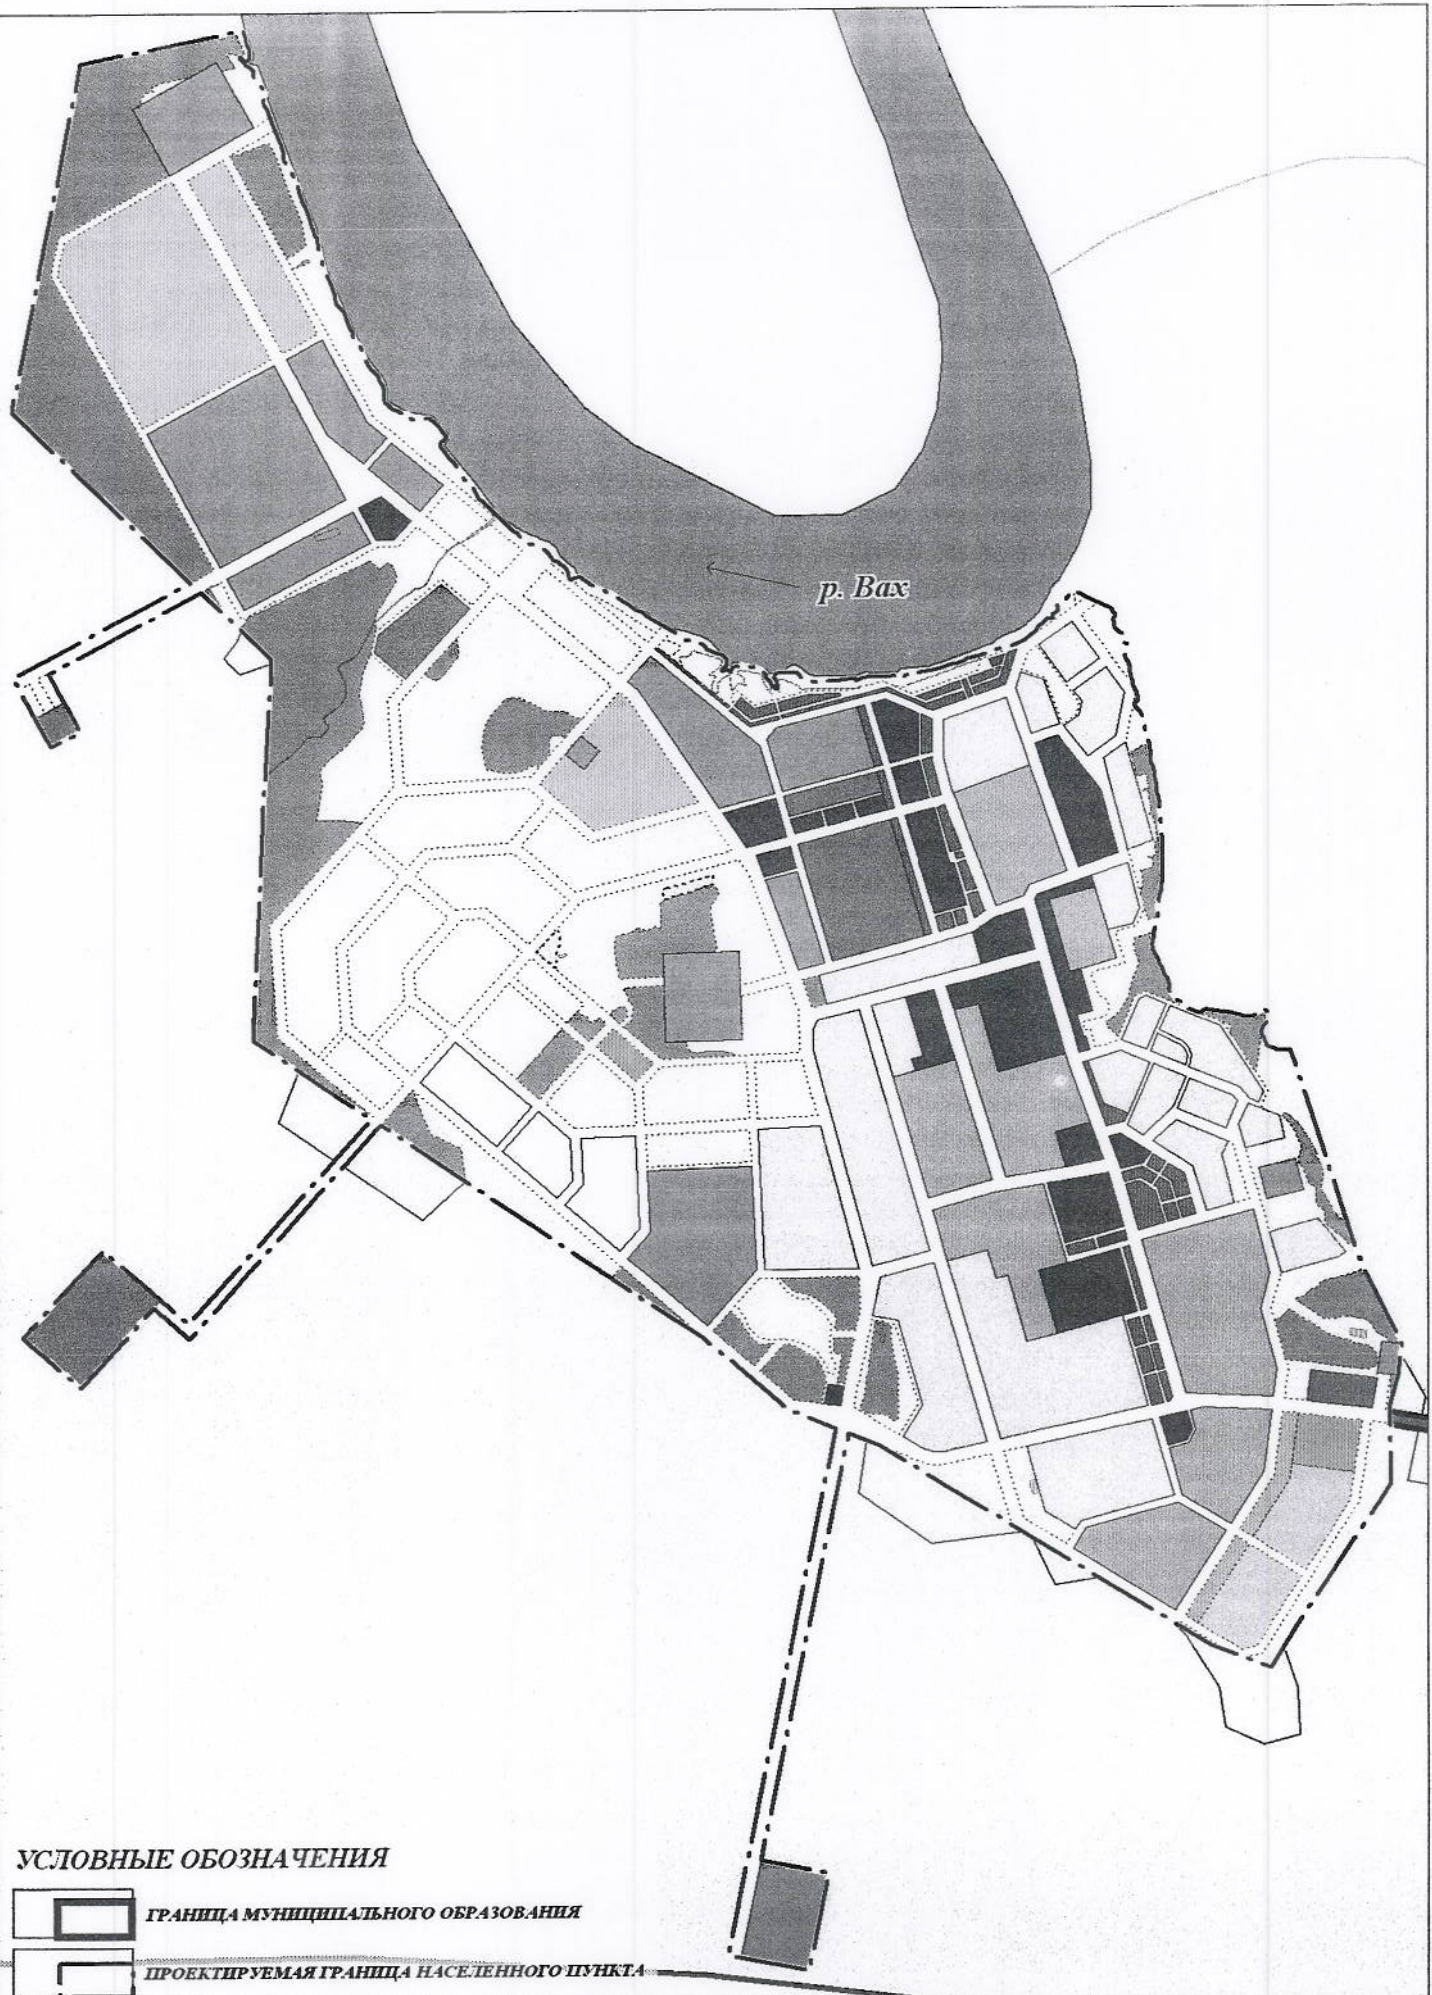 р. Вах
УСЛОВНЫЕ ОБОЗНАЧЕНИЯ
ГРАНИЦА МУНИЦИПАЛЬНОГО ОБРАЗОВАНИЯ
ПРОЕКТИРУЕМАЯ ГРАНИЦА НАСЕЛЕННОГО ПУНКТА